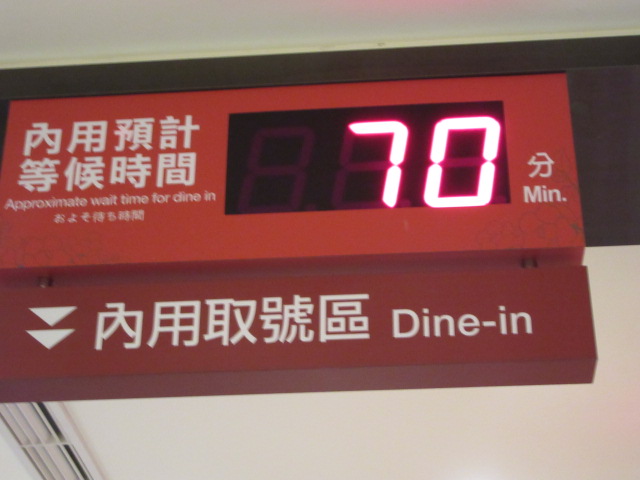 內用預計
等候時間
Approximate wait time for dine in
およそ待ち時間
70
分
Min.
內用取號區 Dine-in